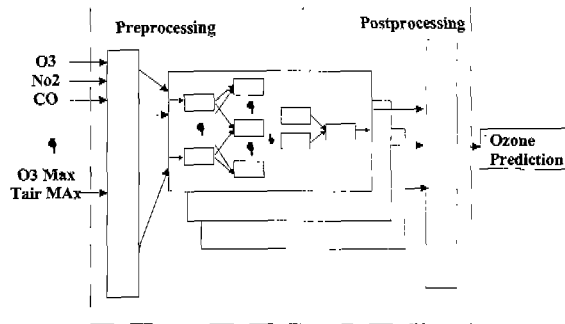 Preprocessing
Postprocessing
O3
No2
CO
O3 Max
Tair MAx
Ozone
Prediction